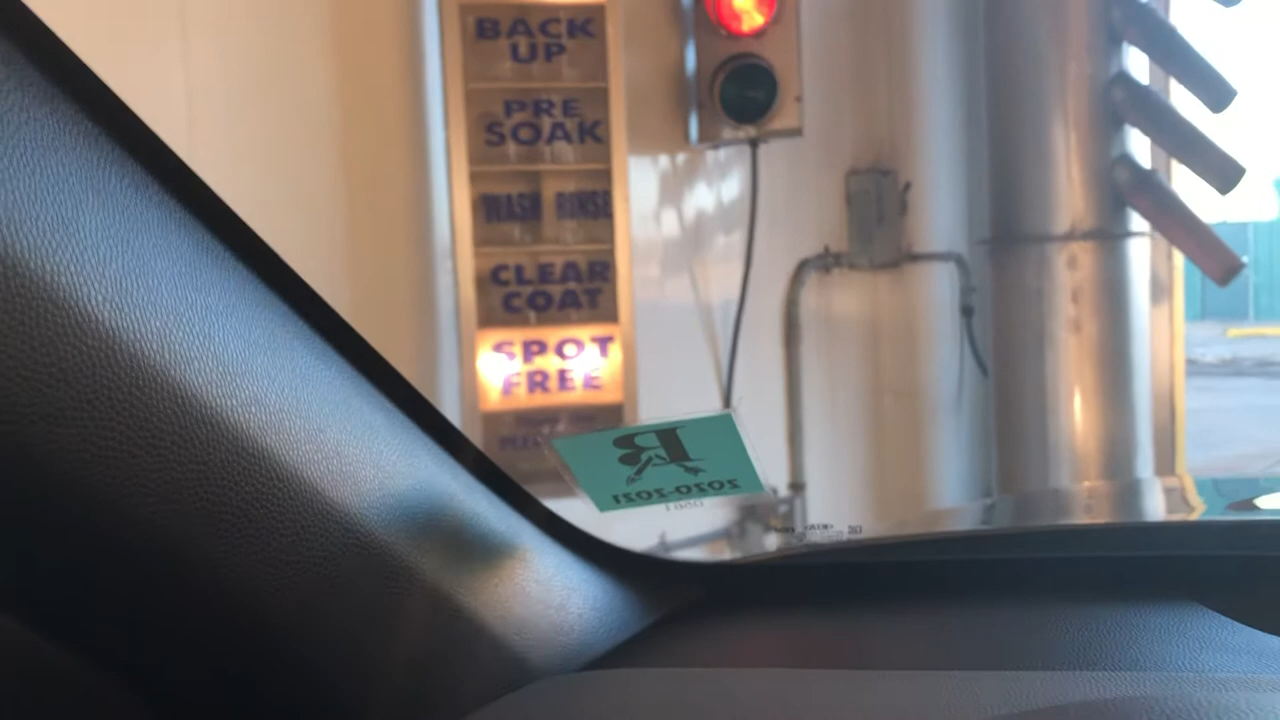 BACK
UP
PRE
SOAK
WASH RINSE
CLEAR
COAT
SPOT
FREE
R
2020-2021